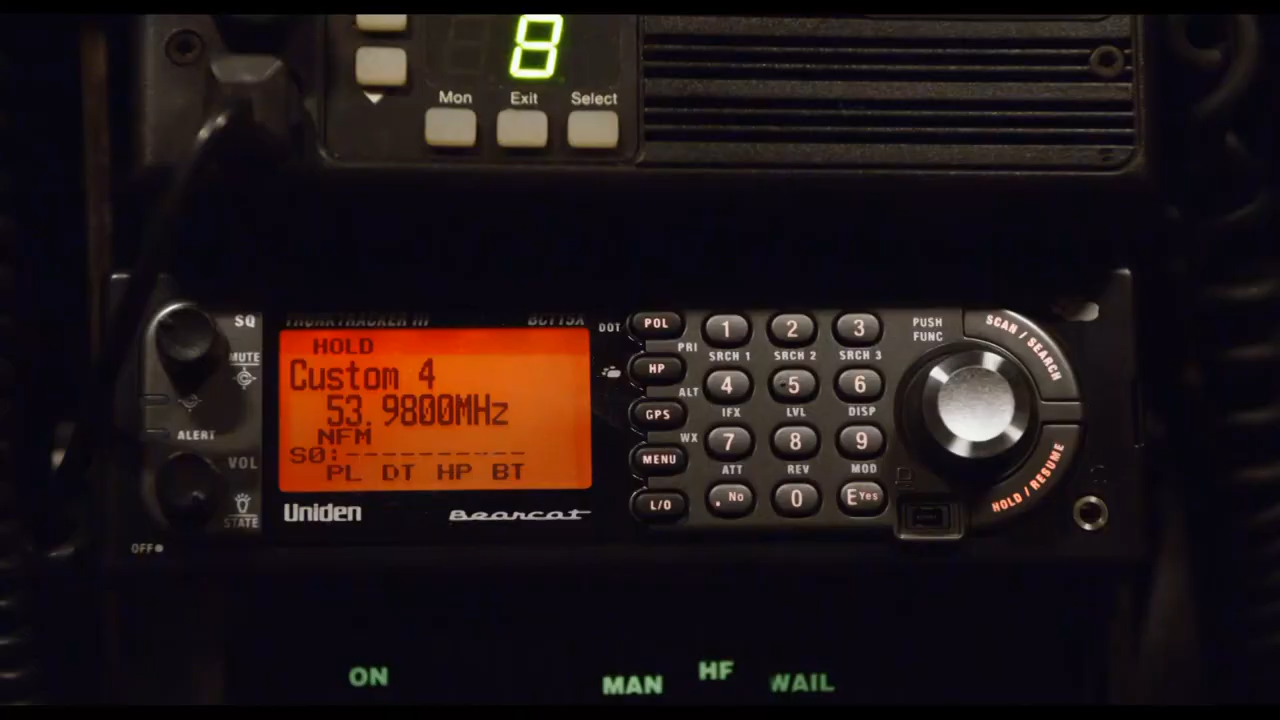 8
Mon Exit Select
TRUNKTRACKER III BCT15X
HOLD
Custom 4
53.9800MHz
NFM
S0:----------
PL DT HP BT
Uniden Bearcat
SQ
MUTE
ALERT
VOL
STATE
OFF
DOT
POL
PRI
HP
ALT
GPS
WX
MENU
L/O
1 2 3
SRCH 1 SRCH 2 SRCH 3
4 5 6
IFX LVL DISP
7 8 9
ATT REV MOD
. No 0 E Yes
PUSH
FUNC
SCAN / SEARCH
HOLD / RESUME
ON MAN HF WAIL